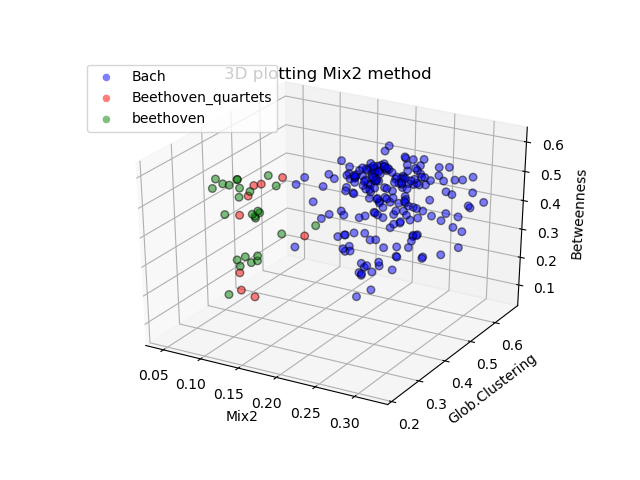 3D plotting Mix2 method
Bach
Beethoven_quartets
beethoven
0.6
0.5
0.4
0.3
0.2
0.1
Betweenness
0.05
0.10
0.15
0.20
0.25
0.30
Mix2
0.2
0.3
0.4
0.5
0.6
Glob.Clustering